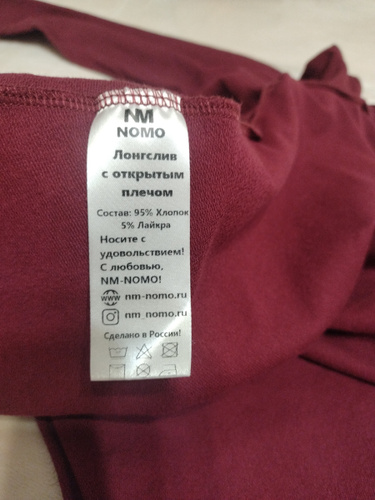 NM
NOMO
Лонгслив
с открытым
плечом
Состав: 95% Хлопок
5% Лайкра
Носите с
удовольствием!
С любовью,
NM-NOMO!
www nm-nomo.ru
nm_nomo.ru
Сделано в России!